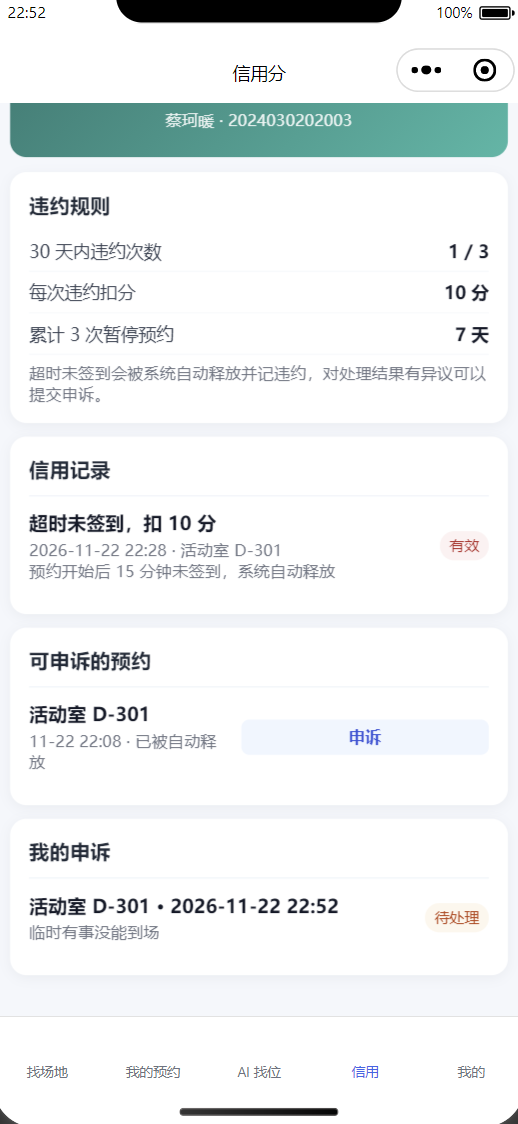 22:52
100%
信用分
蔡珂暖 · 2024030202003
违约规则
30 天内违约次数 1 / 3
每次违约扣分 10 分
累计 3 次暂停预约 7 天
超时未签到会被系统自动释放并记违约，对处理结果有异议可以
提交申诉。
信用记录
超时未签到，扣 10 分
2026-11-22 22:28 · 活动室 D-301
预约开始后 15 分钟未签到，系统自动释放
有效
可申诉的预约
活动室 D-301
11-22 22:08 · 已被自动释
放
申诉
我的申诉
活动室 D-301 · 2026-11-22 22:52
临时有事没能到场
待处理
找场地 我的预约 AI 找位 信用 我的